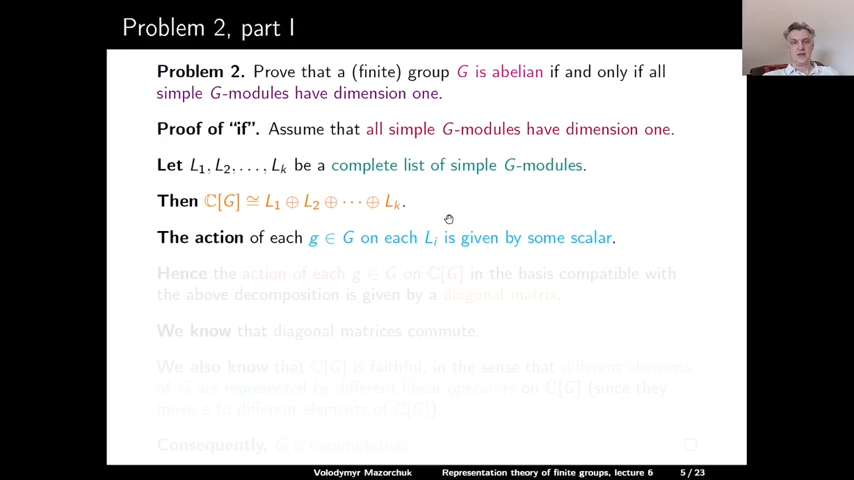 Problem 2, part I
Problem 2. Prove that a (finite) group G is abelian if and only if all
simple G-modules have dimension one.
Proof of “if”. Assume that all simple G-modules have dimension one.
Let L₁, L₂, . . . , Lₖ be a complete list of simple G-modules.
Then ℂ[G] ≅ L₁ ⊕ L₂ ⊕ ··· ⊕ Lₖ.
The action of each g ∈ G on each Lᵢ is given by some scalar.
Hence the action of each g ∈ G on ℂ[G] in the basis compatible with
the above decomposition is given by a diagonal matrix.
We know that diagonal matrices commute.
We also know that ℂ[G] is faithful, in the sense that different elements
of G are represented by different linear operators on ℂ[G] (since they
move e to different elements of ℂ[G]).
Consequently, G is commutative. □
Volodymyr Mazorchuk Representation theory of finite groups, lecture 6 5 / 23